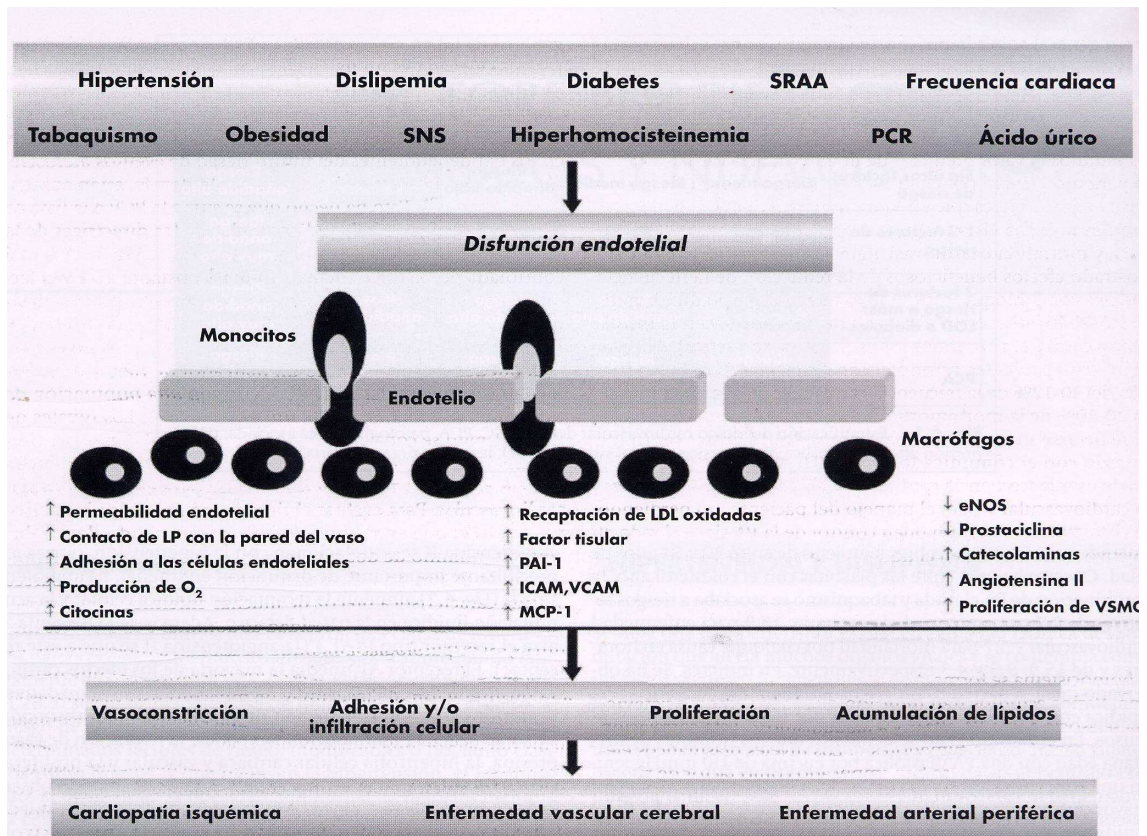 Hipertensión Dislipemia Diabetes SRAA Frecuencia cardiaca
Tabaquismo Obesidad SNS Hiperhomocisteinemia PCR Ácido úrico
Disfunción endotelial
Monocitos
Endotelio
Macrófagos
↑ Permeabilidad endotelial
↑ Contacto de LP con la pared del vaso
↑ Adhesión a las células endoteliales
↑ Producción de O2
↑ Citocinas
↑ Recaptación de LDL oxidada
↑ Factor tisular
↑ PAI-1
↑ ICAM,VCAM
↑ MCP-1
↓ eNOS
↓ Prostaciclina
↑ Catecolaminas
↑ Angiotensina II
↑ Proliferación de VSMC
Vasoconstricción
Adhesión y/o
infiltración celular
Proliferación
Acumulación de lípidos
Cardiopatía isquémica Enfermedad vascular cerebral Enfermedad arterial periférica